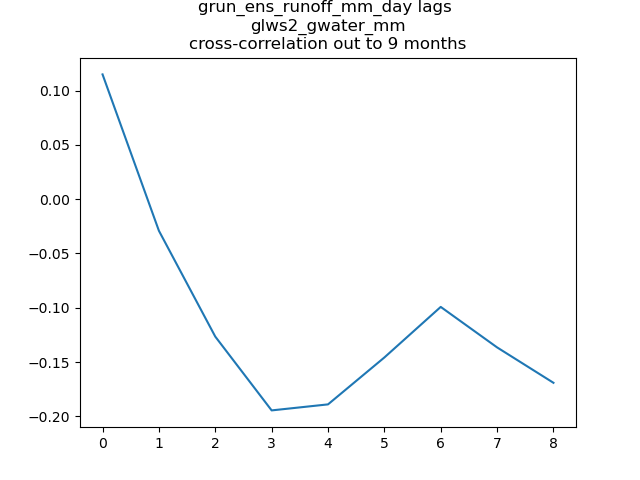 grun_ens_runoff_mm_day lags
glws2_gwater_mm
cross-correlation out to 9 months
0.10
0.05
0.00
−0.05
−0.10
−0.15
−0.20
0 1 2 3 4 5 6 7 8